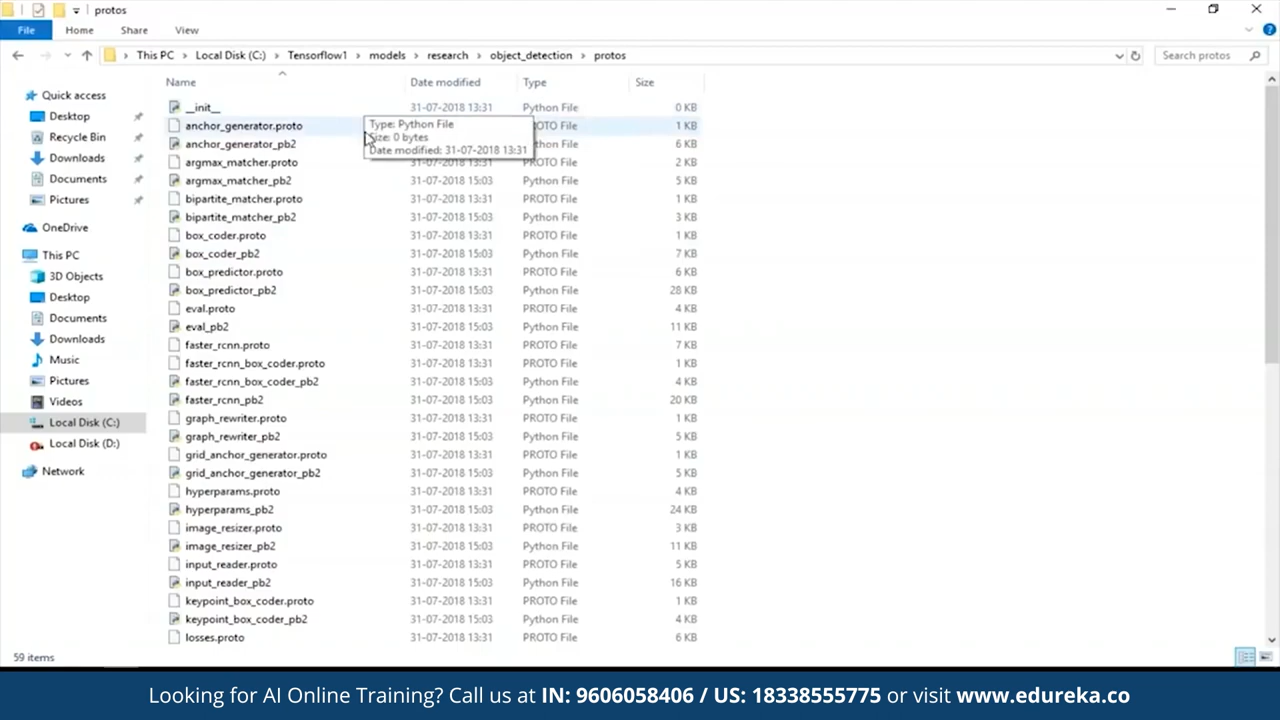 protos
File Home Share View
This PC Local Disk (C:) Tensorflow1 models research object_detection protos Search protos
Name Date modified Type Size
Quick access
Desktop
Recycle Bin
Downloads
Documents
Pictures
OneDrive
This PC
3D Objects
Desktop
Documents
Downloads
Music
Pictures
Videos
Local Disk (C:)
Local Disk (D:)
Network
__init__ 31-07-2018 13:31 Python File 0 KB
anchor_generator.proto OTO File 1 KB
anchor_generator_pb2 File 6 KB
Type: Python File
Size: 0 bytes
Date modified: 31-07-2018 13:31
argmax_matcher.proto 31-07-2018 13:31 PROTO File 2 KB
argmax_matcher_pb2 31-07-2018 15:03 Python File 5 KB
bipartite_matcher.proto 31-07-2018 13:31 PROTO File 1 KB
bipartite_matcher_pb2 31-07-2018 15:03 Python File 3 KB
box_coder.proto 31-07-2018 13:31 PROTO File 1 KB
box_coder_pb2 31-07-2018 15:03 Python File 7 KB
box_predictor.proto 31-07-2018 13:31 PROTO File 6 KB
box_predictor_pb2 31-07-2018 15:03 Python File 28 KB
eval.proto 31-07-2018 13:31 PROTO File 4 KB
eval_pb2 31-07-2018 15:03 Python File 11 KB
faster_rcnn.proto 31-07-2018 13:31 PROTO File 7 KB
faster_rcnn_box_coder.proto 31-07-2018 13:31 PROTO File 1 KB
faster_rcnn_box_coder_pb2 31-07-2018 15:03 Python File 4 KB
faster_rcnn_pb2 31-07-2018 15:03 Python File 20 KB
graph_rewriter.proto 31-07-2018 13:31 PROTO File 1 KB
graph_rewriter_pb2 31-07-2018 15:03 Python File 5 KB
grid_anchor_generator.proto 31-07-2018 13:31 PROTO File 1 KB
grid_anchor_generator_pb2 31-07-2018 15:03 Python File 5 KB
hyperparams.proto 31-07-2018 13:31 PROTO File 4 KB
hyperparams_pb2 31-07-2018 15:03 Python File 24 KB
image_resizer.proto 31-07-2018 13:31 PROTO File 3 KB
image_resizer_pb2 31-07-2018 15:03 Python File 11 KB
input_reader.proto 31-07-2018 13:31 PROTO File 5 KB
input_reader_pb2 31-07-2018 15:03 Python File 16 KB
keypoint_box_coder.proto 31-07-2018 13:31 PROTO File 1 KB
keypoint_box_coder_pb2 31-07-2018 15:03 Python File 4 KB
losses.proto 31-07-2018 13:31 PROTO File 6 KB
59 items
Looking for AI Online Training? Call us at IN: 9606058406 / US: 18338555775 or visit www.edureka.co